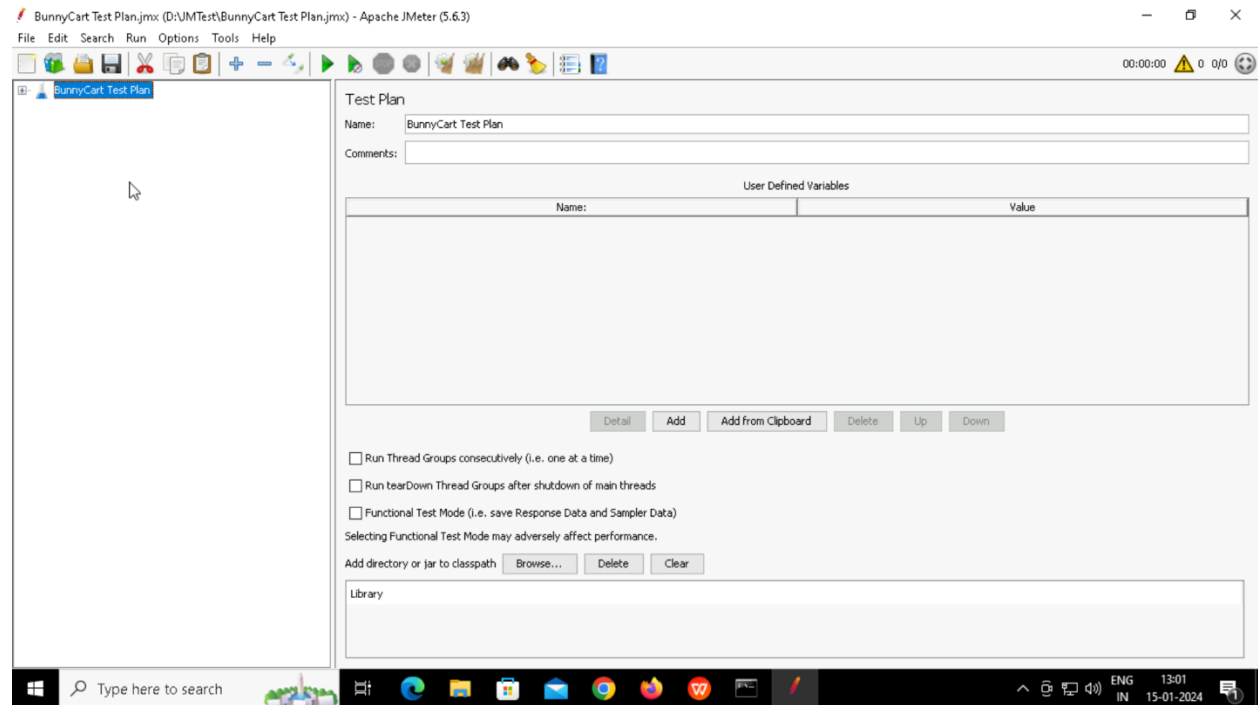 BunnyCart Test Plan.jmx (D:\JMTest\BunnyCart Test Plan.jmx) - Apache JMeter (5.6.3)
File Edit Search Run Options Tools Help
00:00:00 0 0/0
BunnyCart Test Plan
Test Plan
Name: BunnyCart Test Plan
Comments:
User Defined Variables
Name: Value
Detail Add Add from Clipboard Delete Up Down
Run Thread Groups consecutively (i.e. one at a time)
Run tearDown Thread Groups after shutdown of main threads
Functional Test Mode (i.e. save Response Data and Sampler Data)
Selecting Functional Test Mode may adversely affect performance.
Add directory or jar to classpath Browse... Delete Clear
Library
Type here to search
ENG
IN
13:01
15-01-2024
1